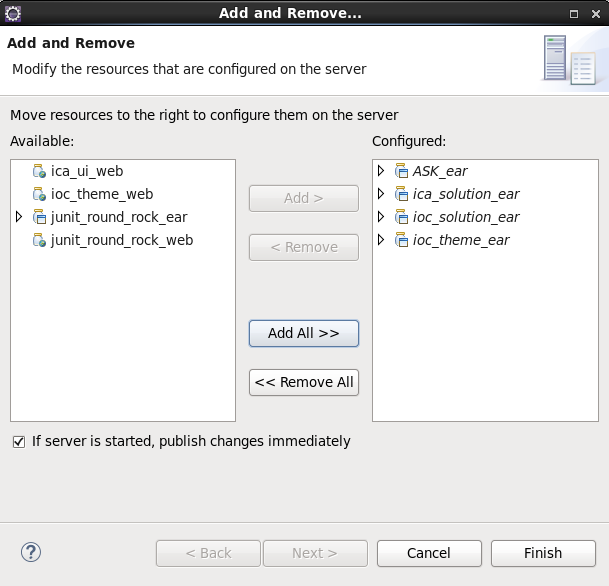 Add and Remove...
Add and Remove
Modify the resources that are configured on the server
Move resources to the right to configure them on the server
Available:
Configured:
ica_ui_web
ioc_theme_web
junit_round_rock_ear
junit_round_rock_web
Add >
< Remove
Add All >>
<< Remove All
ASK_ear
ica_solution_ear
ioc_solution_ear
ioc_theme_ear
If server is started, publish changes immediately
?
< Back
Next >
Cancel
Finish